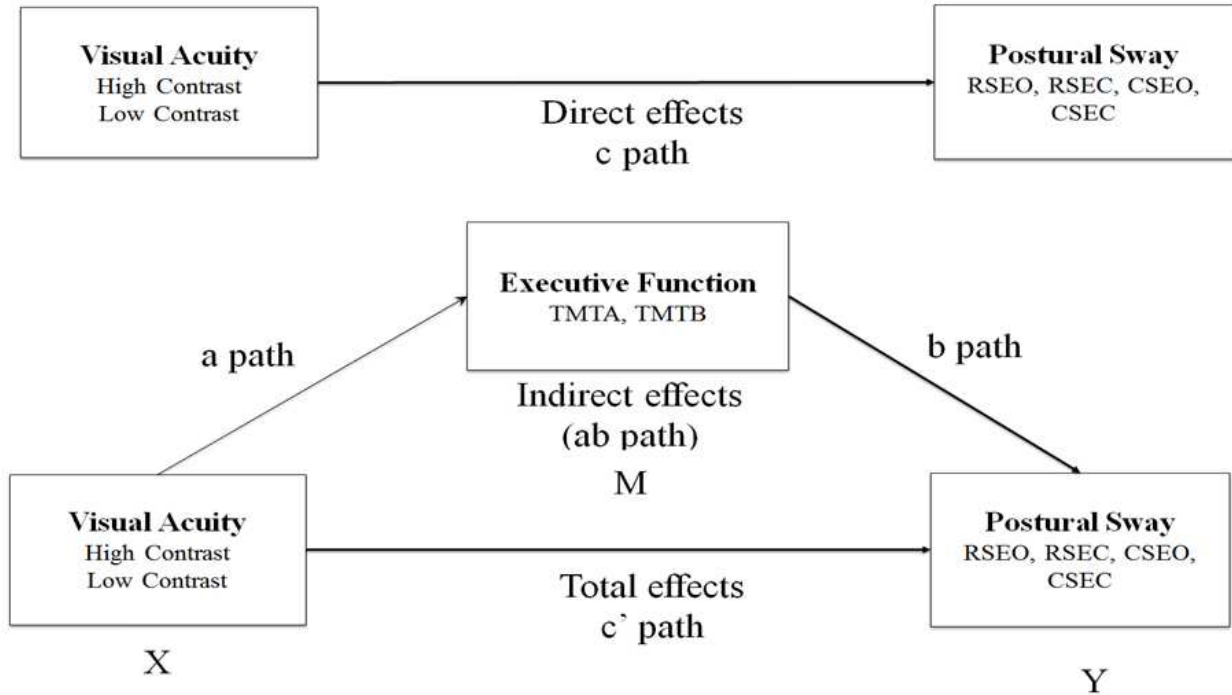 Visual Acuity
High Contrast
Low Contrast
Direct effects
c path
Postural Sway
RSEO, RSEC, CSEO,
CSEC
Executive Function
TMTA, TMTB
a path
b path
Indirect effects
(ab path)
M
Visual Acuity
High Contrast
Low Contrast
Total effects
c’ path
Postural Sway
RSEO, RSEC, CSEO,
CSEC
X
Y